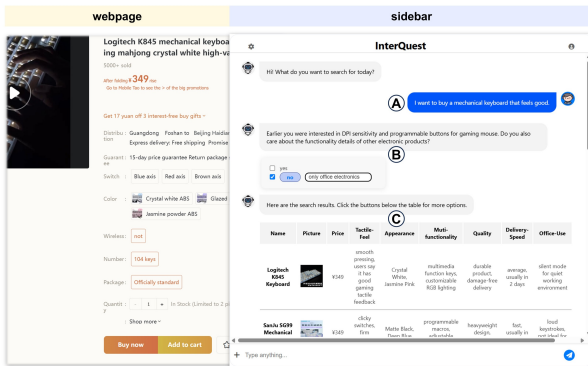 webpage
sidebar
Logitech K845 mechanical keyboa
ing mahjong crystal white high-va
5000+ sold
After folding ¥ 349 rise
Go to Mobile Tao to see the > of the big promotions
Get 17 yuan off 3 interest-free buy gifts
Distribu : Guangdong Foshan to Beijing Haidian
tion
Express delivery: Free shipping Promise
Guarant : 15-day price guarantee Return package
ee
Switch : Blue axis Red axis Brown axis
Color : Crystal white ABS Glazed
Jasmine powder ABS
Wireless: not
Number: 104 keys
Package: Officially standard
Quantit : - 1 + In Stock (Limited to 2 pi
y
: Shop more
Buy now Add to cart
InterQuest
Hi! What do you want to search for today?
A
I want to buy a mechanical keyboard that feels good.
Earlier you were interested in DPI sensitivity and programmable buttons for gaming mouse. Do you also
care about the functionality details of other electronic products?
B
yes
no only office electronics
Here are the search results. Click the buttons below the table for more options.
C
Name Picture Price Tactile-Feel Appearance Muti-functionality Quality Delivery-Speed Office-Use
Logitech K845 Keyboard ¥349 smooth pressing, users say it has good gaming tactile feedback Crystal White, Jasmine Pink multimedia function keys, customizable RGB lighting durable product, damage-free delivery average, usually in 2 days silent mode for quiet working environment
SanJu SG99 Mechanical ¥349 clicky switches, firm Matte Black, Deep Blue programmable macros, adjustable heavyweight design, fast, usually in loud keystrokes,
+ Type anything...